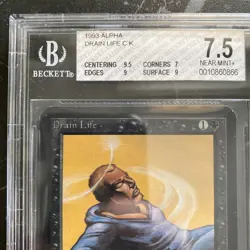 1993 ALPHA
DRAIN LIFE C K
BECKETT
CENTERING 9.5 CORNERS 7
EDGES 9 SURFACE 9
7.5
NEAR MINT+
0010860866
Drain Life
1